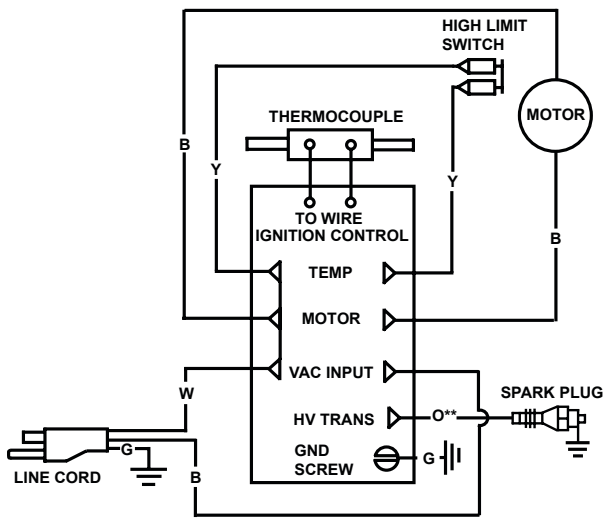 HIGH LIMIT
SWITCH
THERMOCOUPLE
MOTOR
B
Y
Y
TO WIRE
IGNITION CONTROL
B
TEMP
MOTOR
VAC INPUT
W
SPARK PLUG
HV TRANS
O**
G
GND
SCREW
G
LINE CORD
B